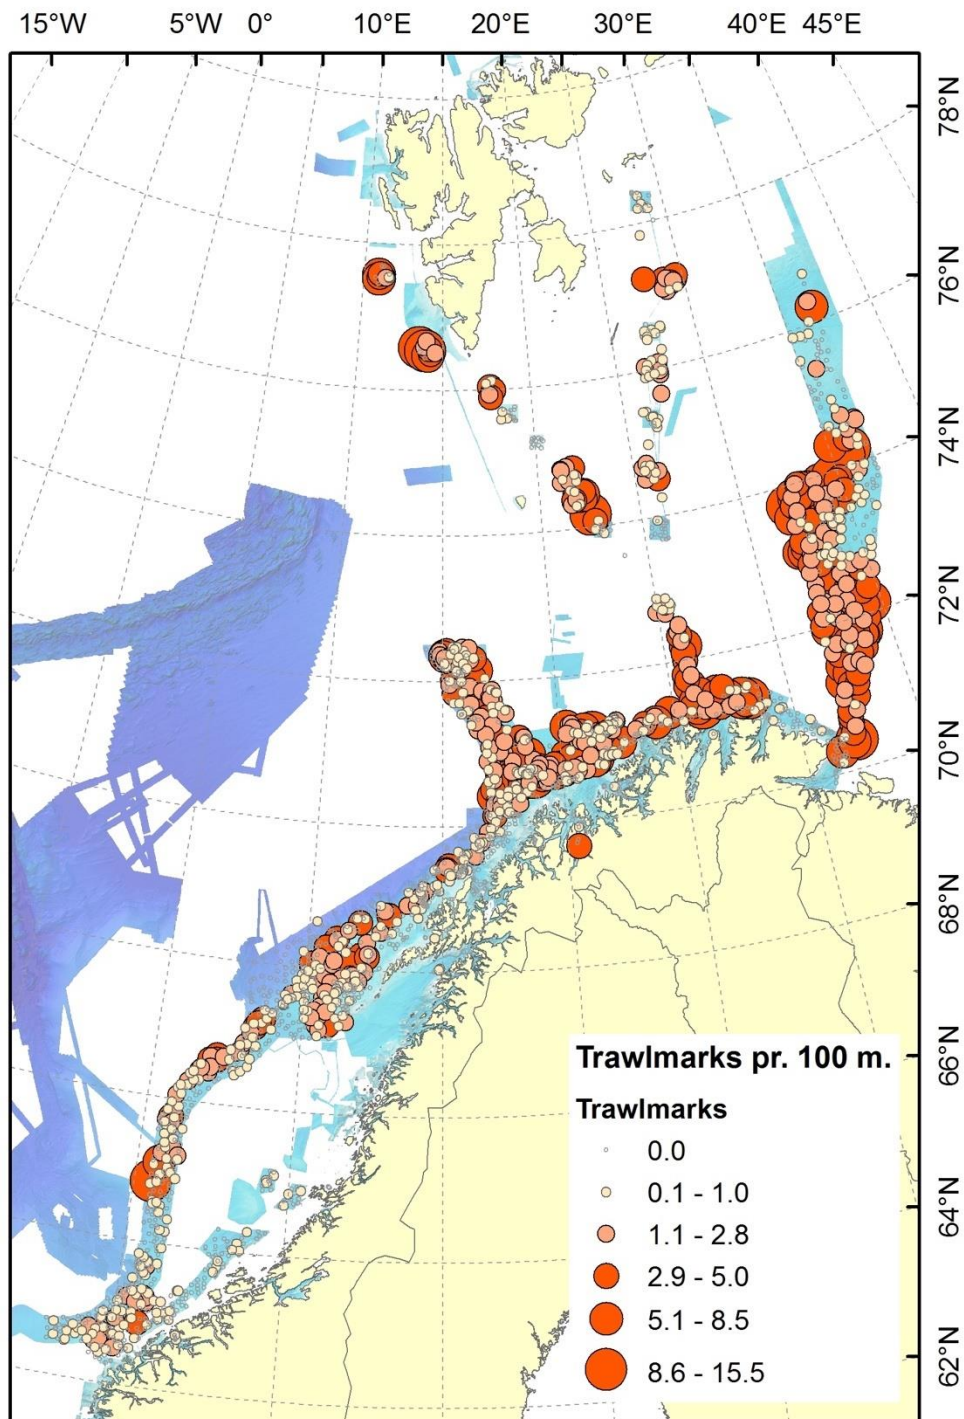 15°W 5°W 0° 10°E 20°E 30°E 40°E 45°E
78°N
76°N
74°N
72°N
70°N
68°N
66°N
64°N
62°N
Trawlmarks pr. 100 m.
Trawlmarks
0.0
0.1 - 1.0
1.1 - 2.8
2.9 - 5.0
5.1 - 8.5
8.6 - 15.5